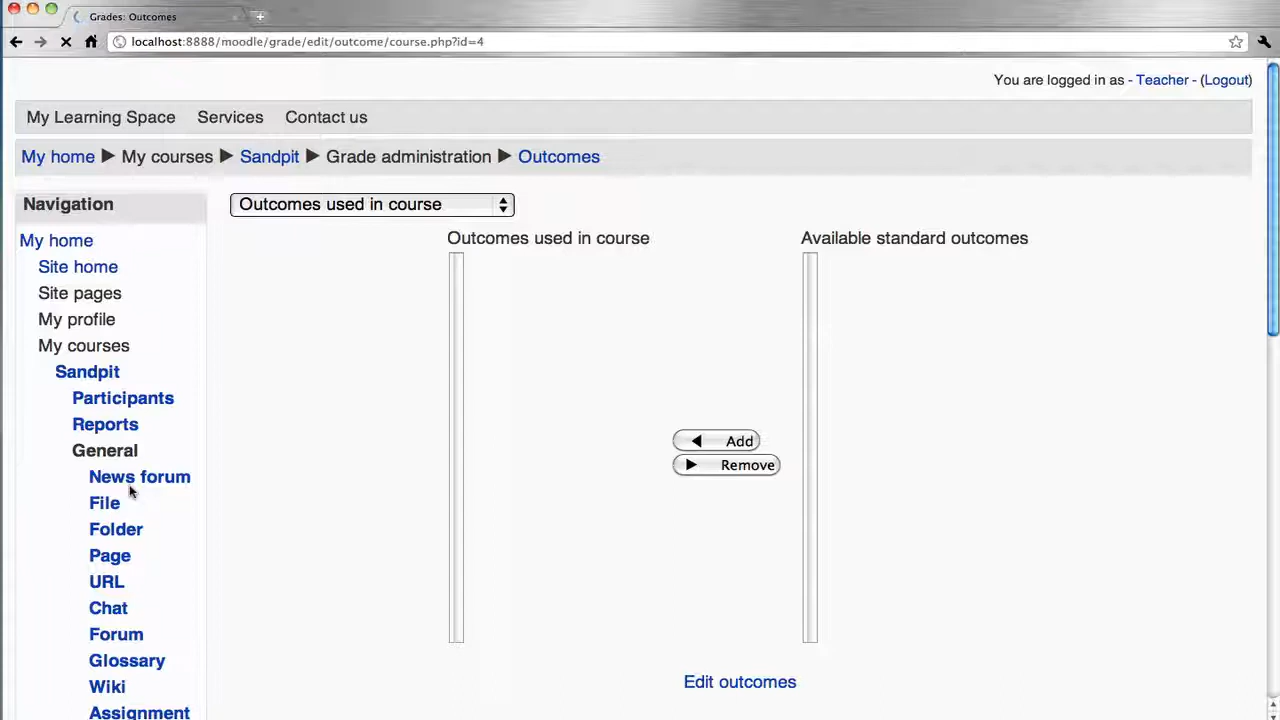 Grades: Outcomes
localhost:8888/moodle/grade/edit/outcome/course.php?id=4
You are logged in as - Teacher - (Logout)
My Learning Space Services Contact us
My home ▶ My courses ▶ Sandpit ▶ Grade administration ▶ Outcomes
Navigation
My home
Site home
Site pages
My profile
My courses
Sandpit
Participants
Reports
General
News forum
File
Folder
Page
URL
Chat
Forum
Glossary
Wiki
Assignment
Outcomes used in course
Outcomes used in course
Available standard outcomes
◀ Add
▶ Remove
Edit outcomes